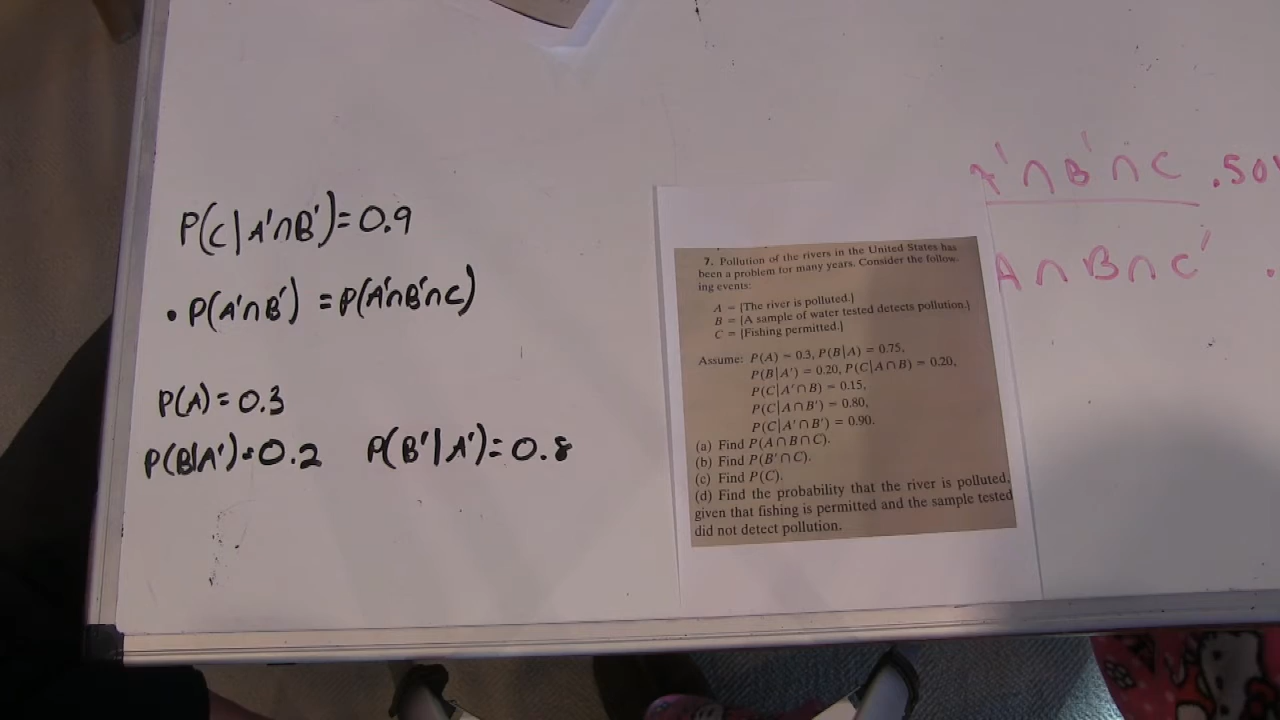 P(C|A'∩B')=0.9
• P(A'∩B') = P(A'∩B'∩C)
P(A)= 0.3
P(B|A')=0.2 P(B'|A')= 0.8
7. Pollution of the rivers in the United States has
been a problem for many years. Consider the follow-
ing events:
A = {The river is polluted.}
B = {A sample of water tested detects pollution.}
C = {Fishing permitted.}
Assume: P(A) = 0.3, P(B|A) = 0.75,
P(B|A') = 0.20, P(C|A∩B) = 0.20,
P(C|A'∩B) = 0.15,
P(C|A∩B') = 0.80,
P(C|A'∩B') = 0.90.
(a) Find P(A∩B∩C).
(b) Find P(B'∩C).
(c) Find P(C).
(d) Find the probability that the river is polluted,
given that fishing is permitted and the sample tested
did not detect pollution.
A'∩B'∩C .504
A∩B∩C' .